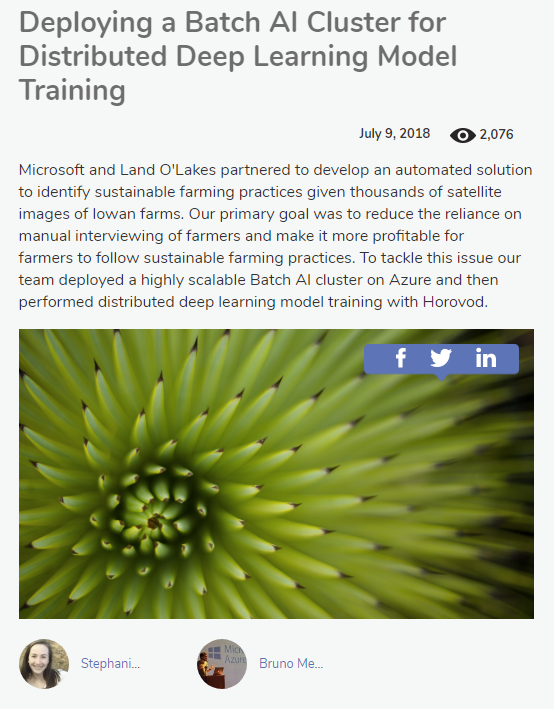 Deploying a Batch AI Cluster for
Distributed Deep Learning Model
Training
July 9, 2018 2,076
Microsoft and Land O'Lakes partnered to develop an automated solution
to identify sustainable farming practices given thousands of satellite
images of Iowan farms. Our primary goal was to reduce the reliance on
manual interviewing of farmers and make it more profitable for
farmers to follow sustainable farming practices. To tackle this issue our
team deployed a highly scalable Batch AI cluster on Azure and then
performed distributed deep learning model training with Horovod.
f in
Stephani... Bruno Me...